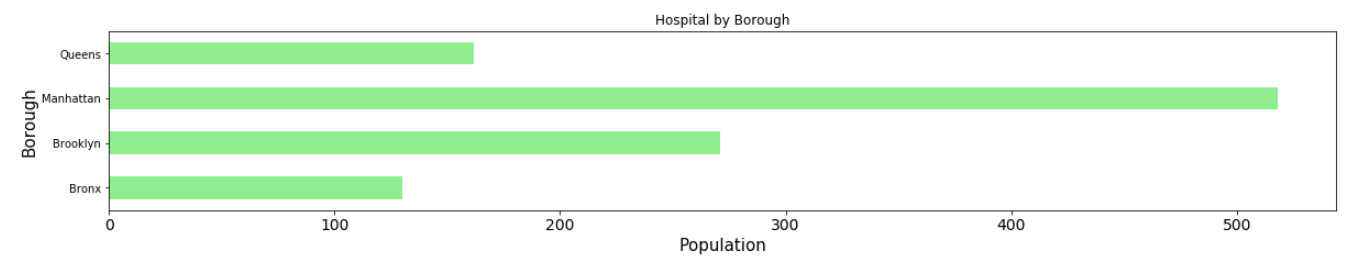 Hospital by Borough
Borough
Queens
Manhattan
Brooklyn
Bronx
0 100 200 300 400 500
Population